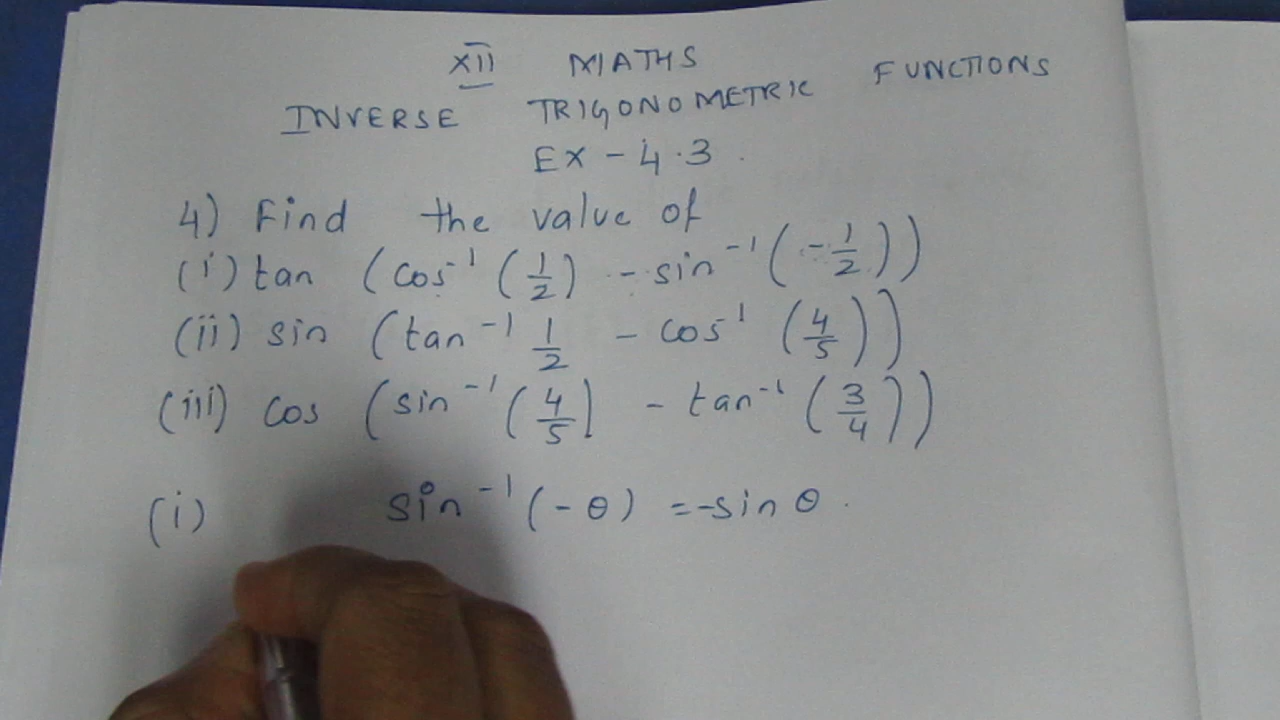 XII MATHS
INVERSE TRIGONOMETRIC FUNCTIONS
EX - 4.3.
4) Find the value of
(i) tan (cos⁻¹ (1/2) - sin⁻¹ (-1/2))
(ii) sin (tan⁻¹ 1/2 - cos⁻¹ (4/5))
(iii) cos (sin⁻¹ (4/5) - tan⁻¹ (3/4))
(i) sin⁻¹ (-θ) = -sin θ.